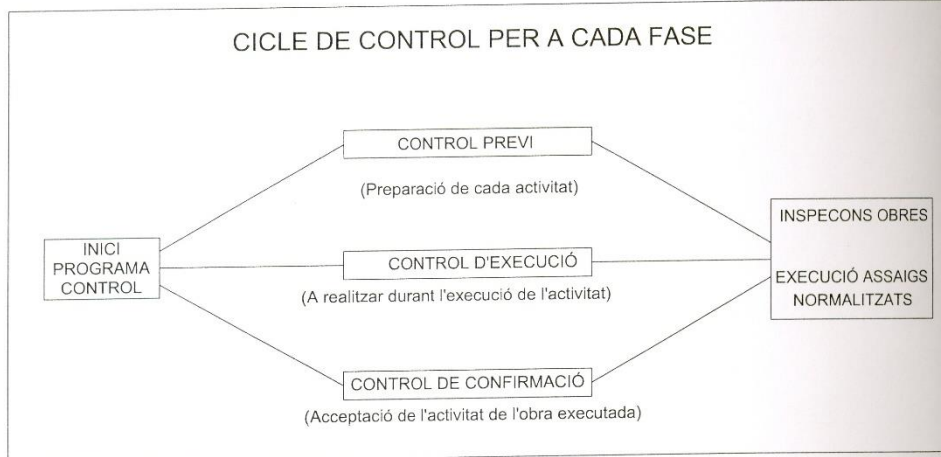 CICLE DE CONTROL PER A CADA FASE
CONTROL PREVI
(Preparació de cada activitat)
INICI
PROGRAMA
CONTROL
CONTROL D'EXECUCIÓ
(A realitzar durant l'execució de l'activitat)
CONTROL DE CONFIRMACIÓ
(Acceptació de l'activitat de l'obra executada)
INSPECONS OBRES
EXECUCIÓ ASSAIGS
NORMALITZATS